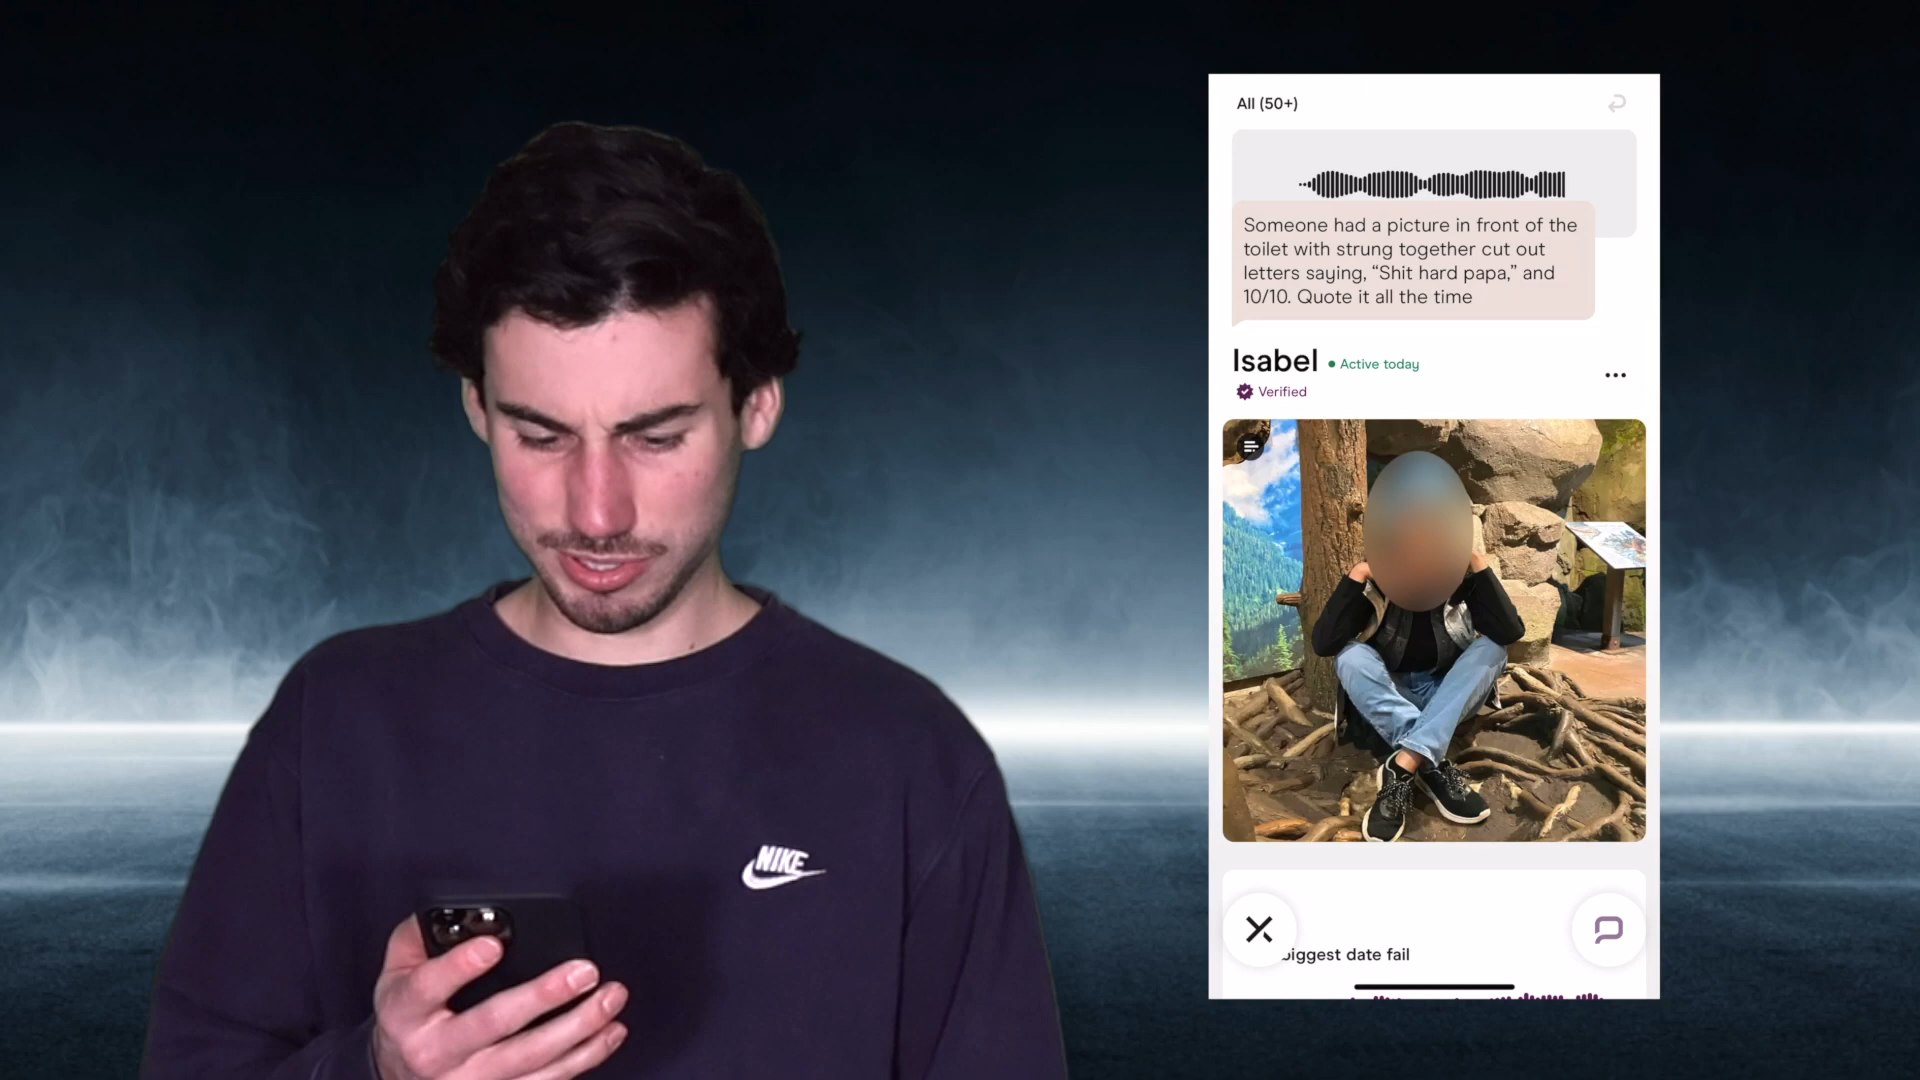 All (50+)
Someone had a picture in front of the
toilet with strung together cut out
letters saying, “Shit hard papa,” and
10/10. Quote it all the time
Isabel
Active today
Verified
biggest date fail
NIKE